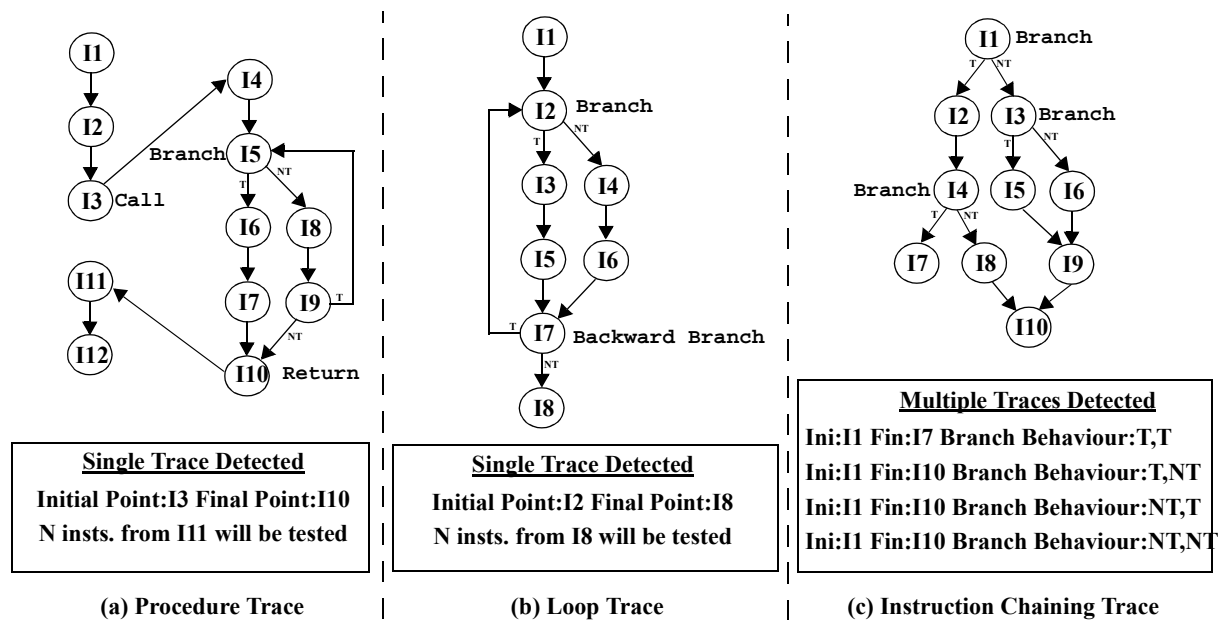 I1
I2
I3
Call
I4
Branch
I5
T
NT
I6
I8
I7
I9
T
NT
I10
Return
I11
I12
Single Trace Detected
Initial Point:I3 Final Point:I10
N insts. from I11 will be tested
(a) Procedure Trace
I1
I2
Branch
T
NT
I3
I4
I5
I6
I7
T
Backward Branch
NT
I8
Single Trace Detected
Initial Point:I2 Final Point:I8
N insts. from I8 will be tested
(b) Loop Trace
I1
Branch
T
NT
I2
I3
Branch
T
NT
Branch
I4
I5
I6
T
NT
I7
I8
I9
I10
Multiple Traces Detected
Ini:I1 Fin:I7 Branch Behaviour:T,T
Ini:I1 Fin:I10 Branch Behaviour:T,NT
Ini:I1 Fin:I10 Branch Behaviour:NT,T
Ini:I1 Fin:I10 Branch Behaviour:NT,NT
(c) Instruction Chaining Trace